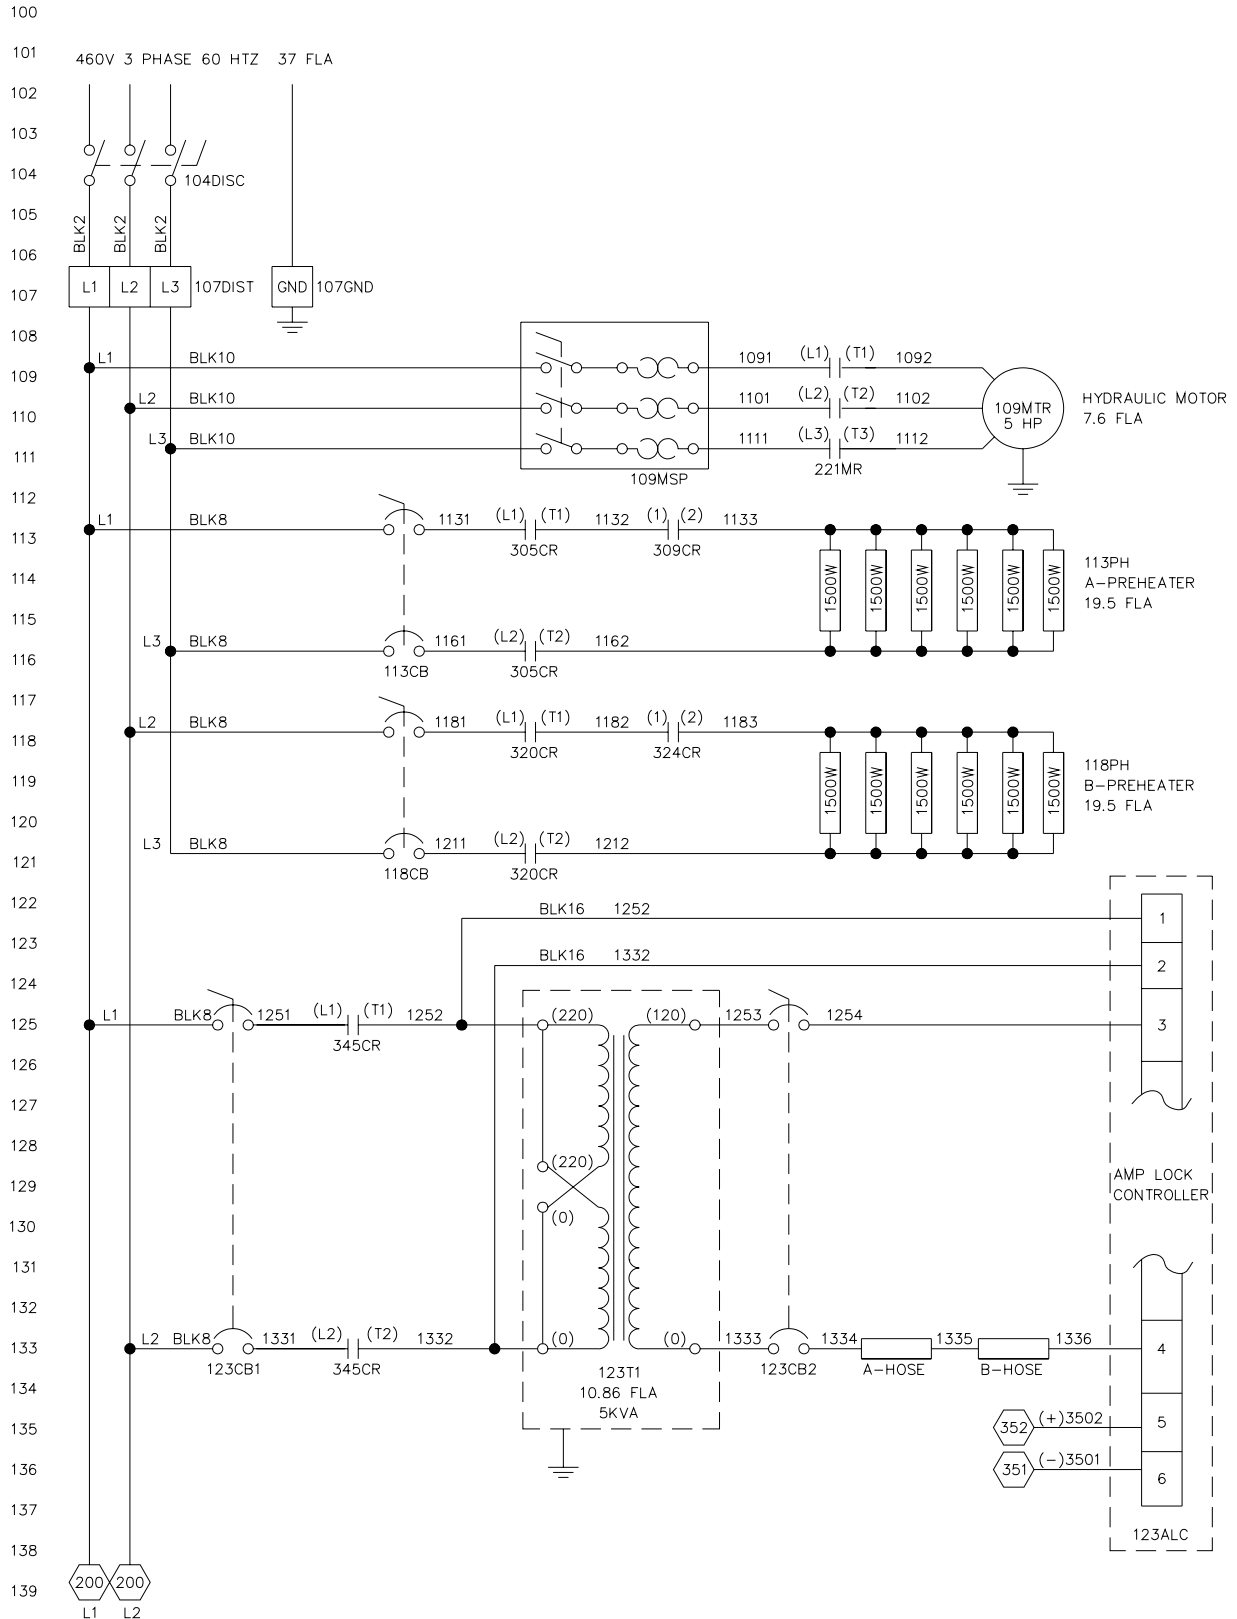 100
101
460V 3 PHASE 60 HTZ 37 FLA
102
103
104
104DISC
105
BLK2 BLK2 BLK2
106
L1 L2 L3 107DIST GND 107GND
107
108
L1 BLK10 1091 (L1) (T1) 1092
109
HYDRAULIC MOTOR
7.6 FLA
L2 BLK10 1101 (L2) (T2) 1102
109MTR
5 HP
110
L3 BLK10 1111 (L3) (T3) 1112
111
221MR
109MSP
112
L1 BLK8 1131 (L1) (T1) 1132 (1) (2) 1133
113
305CR 309CR
113PH
A-PREHEATER
19.5 FLA
114
1500W 1500W 1500W 1500W 1500W 1500W
115
L3 BLK8 1161 (L2) (T2) 1162
116
113CB 305CR
117
L2 BLK8 1181 (L1) (T1) 1182 (1) (2) 1183
118
320CR 324CR
118PH
B-PREHEATER
19.5 FLA
119
1500W 1500W 1500W 1500W 1500W 1500W
120
L3 BLK8 1211 (L2) (T2) 1212
121
118CB 320CR
122
BLK16 1252 1
123
BLK16 1332 2
124
L1 BLK8 1251 (L1) (T1) 1252 (220) (120) 1253 1254 3
125
345CR
126
127
128
(220)
129
AMP LOCK
CONTROLLER
(0)
130
131
132
L2 BLK8 1331 (L2) (T2) 1332 (0) (0) 1333 1334 1335 1336 4
133
123CB1 345CR 123CB2 A-HOSE B-HOSE
123T1
10.86 FLA
5KVA
134
135
352 (+)3502 5
136
351 (-)3501 6
137
123ALC
138
139
200 200
L1 L2